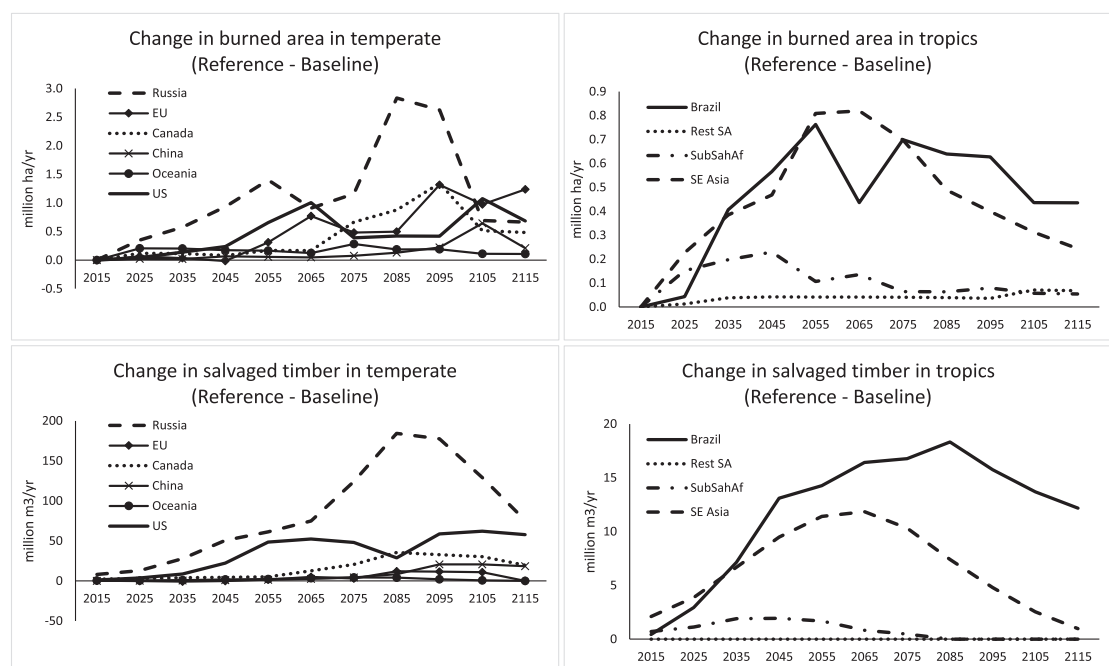 Change in burned area in temperate
(Reference - Baseline)
million ha/yr
3.0
2.5
2.0
1.5
1.0
0.5
0.0
-0.5
Russia
EU
Canada
China
Oceania
US
2015 2025 2035 2045 2055 2065 2075 2085 2095 2105 2115
Change in burned area in tropics
(Reference - Baseline)
million ha/yr
0.9
0.8
0.7
0.6
0.5
0.4
0.3
0.2
0.1
0.0
Brazil
Rest SA
SubSahAf
SE Asia
2015 2025 2035 2045 2055 2065 2075 2085 2095 2105 2115
Change in salvaged timber in temperate
(Reference - Baseline)
million m3/yr
200
150
100
50
0
-50
Russia
EU
Canada
China
Oceania
US
2015 2025 2035 2045 2055 2065 2075 2085 2095 2105 2115
Change in salvaged timber in tropics
(Reference - Baseline)
million m3/yr
20
15
10
5
0
Brazil
Rest SA
SubSahAf
SE Asia
2015 2025 2035 2045 2055 2065 2075 2085 2095 2105 2115